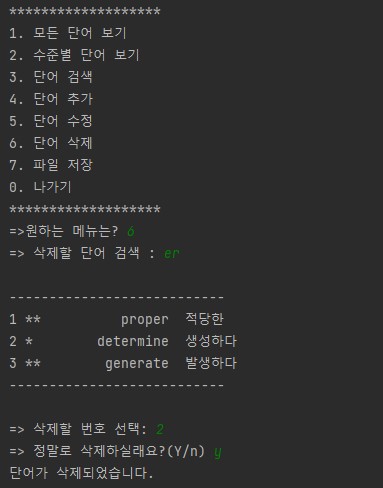 ********************
1. 모든 단어 보기
2. 수준별 단어 보기
3. 단어 검색
4. 단어 추가
5. 단어 수정
6. 단어 삭제
7. 파일 저장
0. 나가기
********************
=>원하는 메뉴는? 6
=> 삭제할 단어 검색 : er
---------------------------
1 ** proper 적당한
2 * determine 생성하다
3 ** generate 발생하다
---------------------------
=> 삭제할 번호 선택: 2
=> 정말로 삭제하실래요?(Y/n) y
단어가 삭제되었습니다.